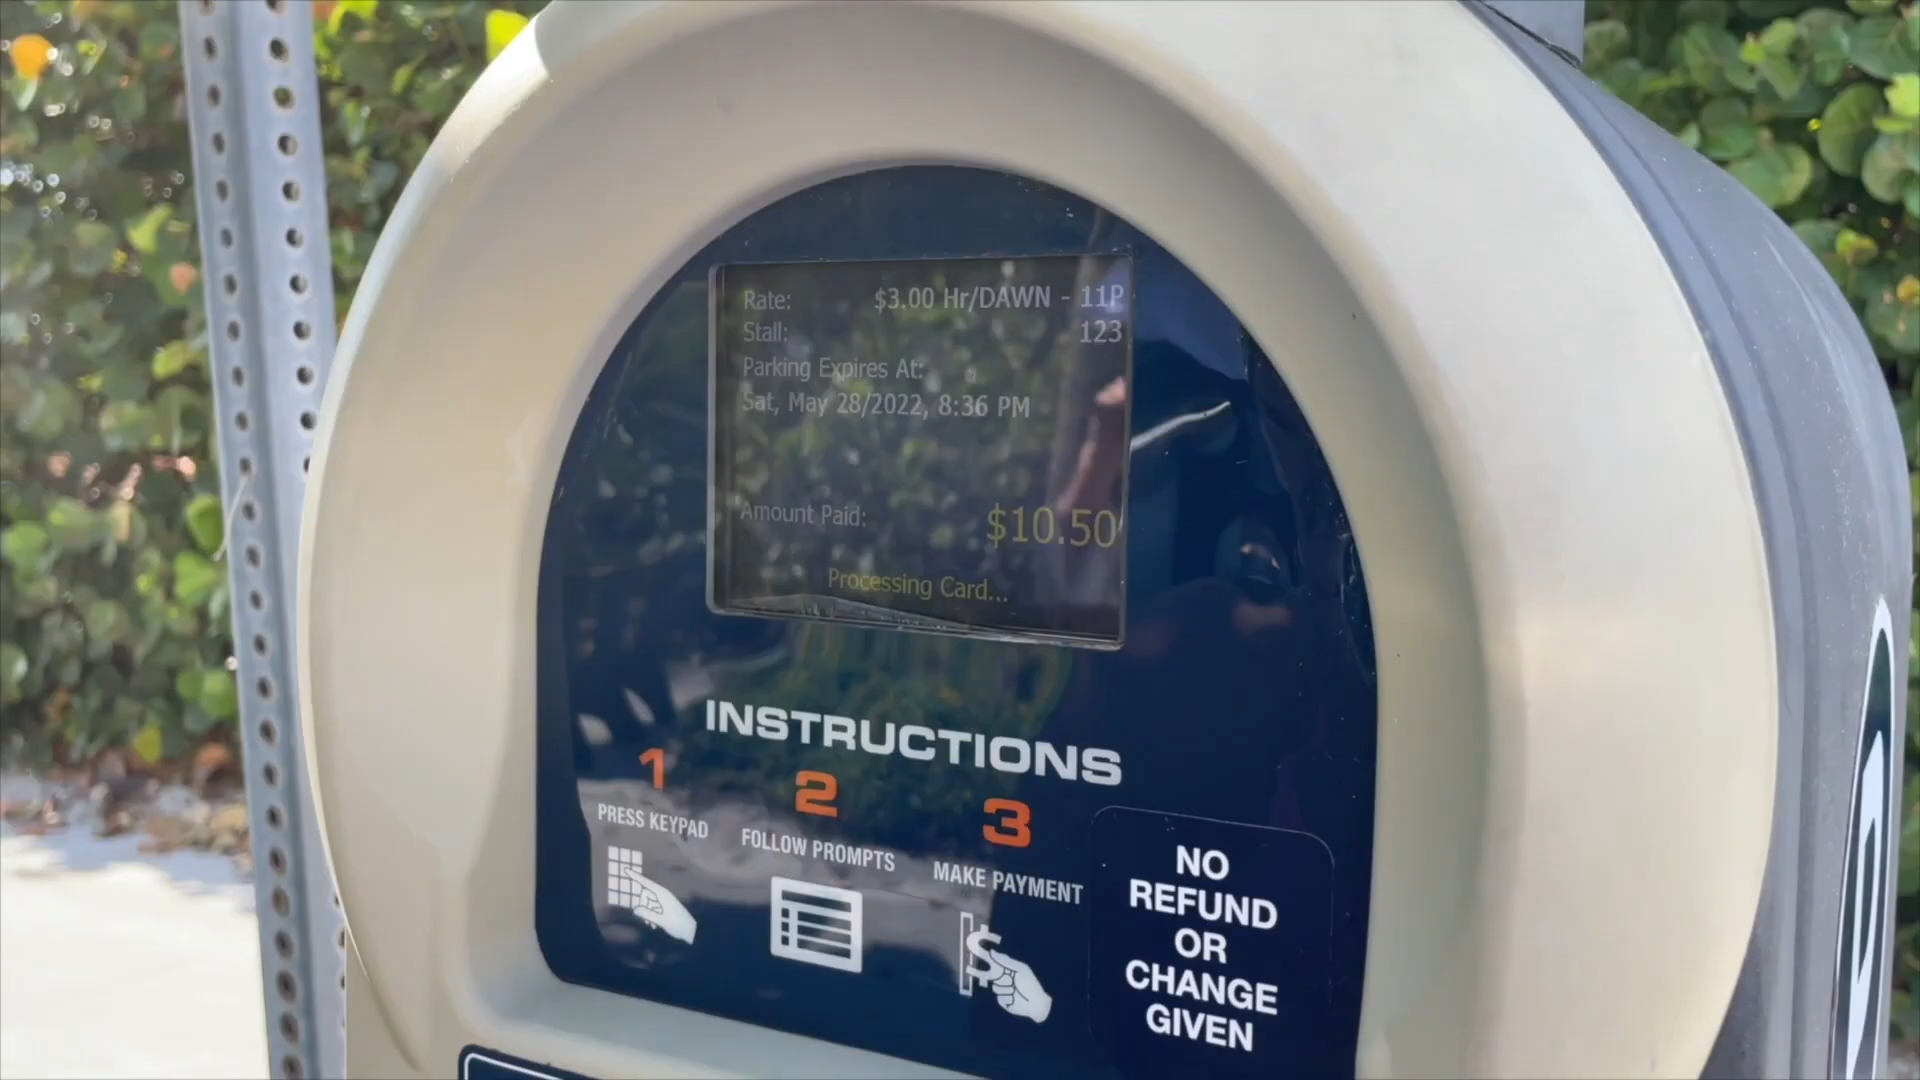 Rate: $3.00 Hr/DAWN - 11P
Stall: 123
Parking Expires At:
Sat, May 28/2022, 8:36 PM
Amount Paid: $10.50
Processing Card...
INSTRUCTIONS
1 2 3
PRESS KEYPAD FOLLOW PROMPTS MAKE PAYMENT
$
NO
REFUND
OR
CHANGE
GIVEN